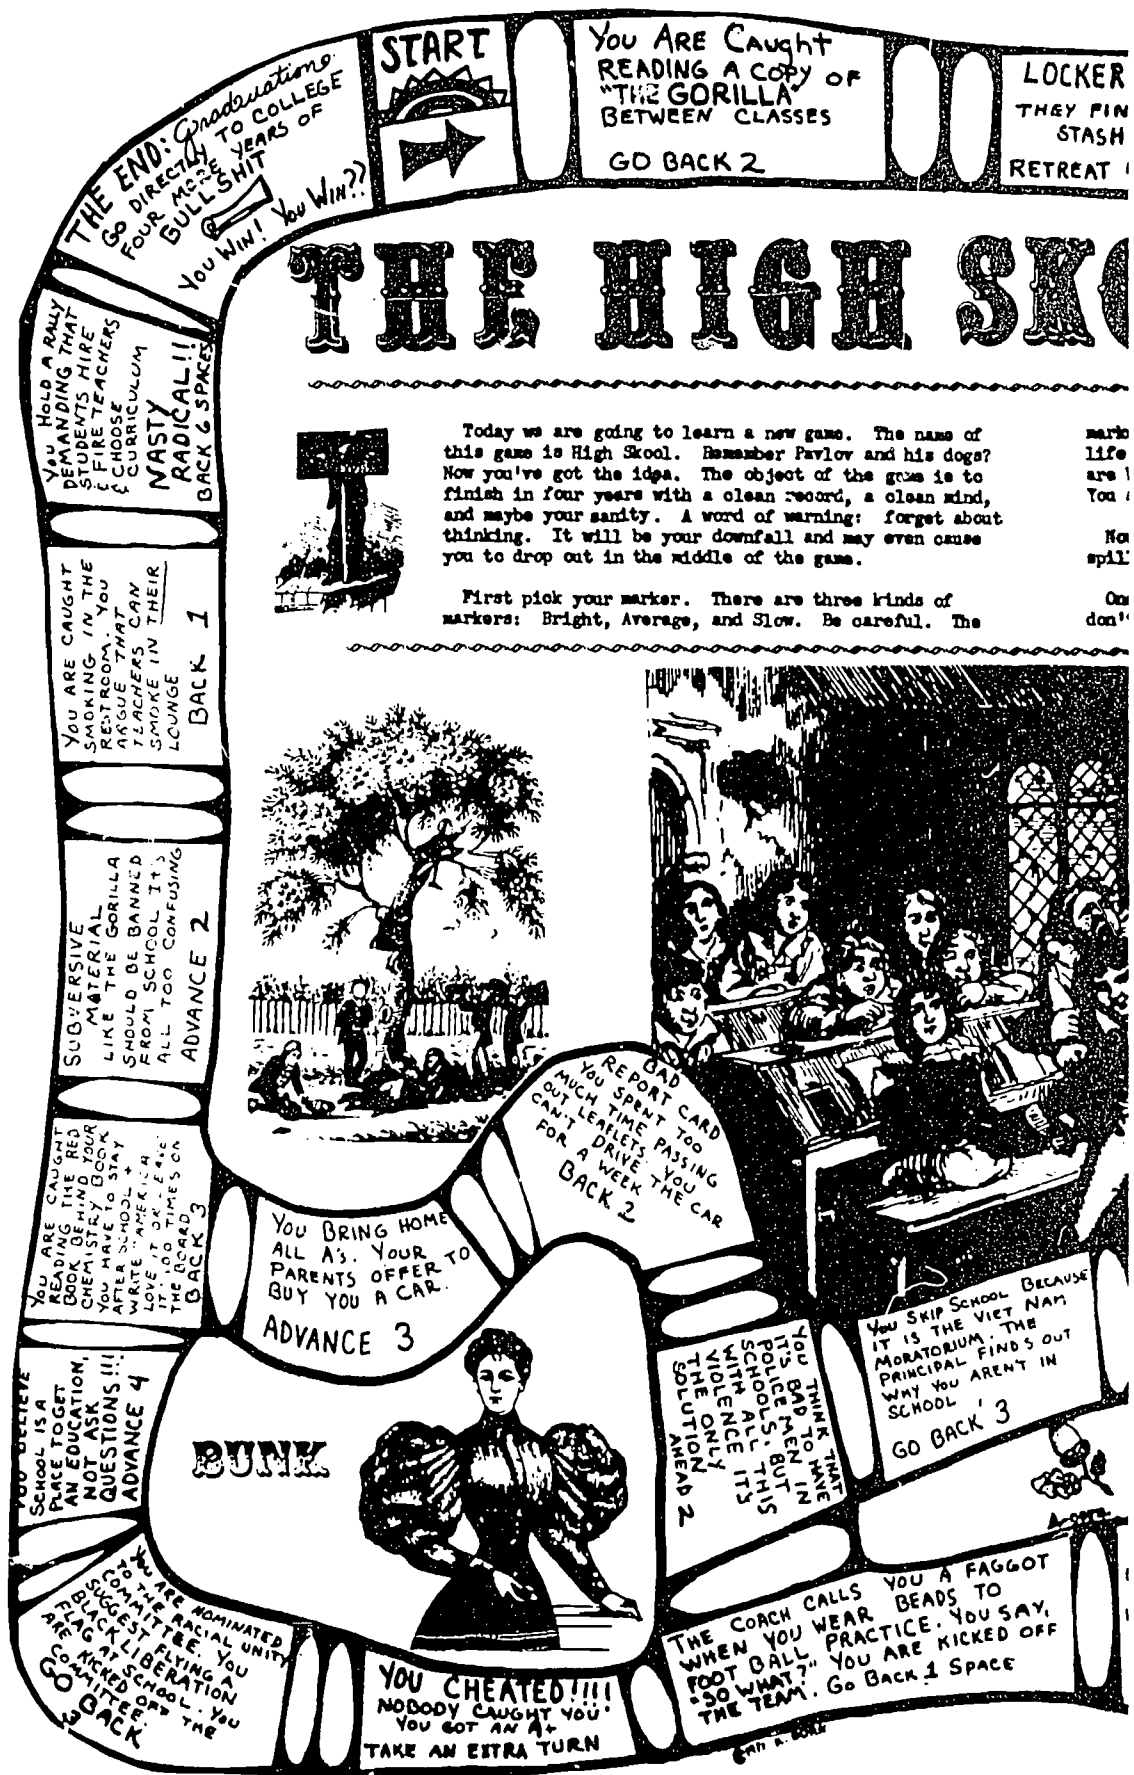 START
YOU ARE Caught
READING A COPY OF
"THE GORILLA"
BETWEEN CLASSES
GO BACK 2
LOCKER
THEY FIN
STASH
RETREAT
THE END: Graduation.
GO DIRECTLY TO COLLEGE
FOUR MORE YEARS OF
BULLSHIT
YOU WIN! YOU WIN??
THE HIGH SKO
Today we are going to learn a new game. The name of
this game is High Skool. Remember Pavlov and his dogs?
Now you've got the idea. The object of the game is to
finish in four years with a clean record, a clean mind,
and maybe your sanity. A word of warning: forget about
thinking. It will be your downfall and may even cause
you to drop out in the middle of the game.
First pick your marker. There are three kinds of
markers: Bright, Average, and Slow. Be careful. The
mark
life
are
You
No
spil
On
don'
YOU HOLD A RALLY
DEMANDING THAT
STUDENTS HIRE
& FIRE TEACHERS
& CHOOSE
CURRICULUM
NASTY
RADICAL!!
BACK 6 SPACES
YOU ARE CAUGHT
SMOKING IN THE
RESTROOM. YOU
ARGUE THAT
TEACHERS CAN
SMOKE IN THEIR
LOUNGE
BACK 1
SUBVERSIVE
MATERIAL
LIKE THE GORILLA
SHOULD BE BANNED
FROM SCHOOL IT'S
ALL TOO CONFUSING
ADVANCE 2
YOU ARE CAUGHT
READING THE RED
BOOK BEHIND YOUR
CHEMISTRY BOOK
YOU HAVE TO STAY
AFTER SCHOOL +
WRITE "AMERICA
LOVE IT OR LEAVE
IT" 100 TIMES ON
THE BOARD
BACK 3
YOU BELIEVE
SCHOOL IS A
PLACE TO GET
AN EDUCATION,
NOT ASK
QUESTIONS!!!
ADVANCE 4
YOU ARE NOMINATED
TO THE RACIAL UNITY
COMMITTEE. YOU
SUGGEST FLYING A
BLACK LIBERATION
FLAG AT SCHOOL. YOU
ARE KICKED OFF THE
COMMITTEE.
GO BACK
3
YOU CHEATED!!!!
NOBODY CAUGHT YOU!
YOU GOT AN A+
TAKE AN EXTRA TURN
THE COACH CALLS YOU A FAGGOT
WHEN YOU WEAR BEADS TO
FOOT BALL PRACTICE. YOU SAY,
"SO WHAT?" YOU ARE KICKED OFF
THE TEAM. GO BACK 1 SPACE
YOU BRING HOME
ALL A'S. YOUR
PARENTS OFFER TO
BUY YOU A CAR.
ADVANCE 3
BAD
REPORT CARD
YOU SPENT TOO
MUCH TIME PASSING
OUT LEAFLETS. YOU
CAN'T DRIVE THE CAR
FOR A WEEK
BACK 2
YOU THINK THAT
IT'S BAD TO HAVE
POLICEMEN IN
SCHOOLS. BUT
WITH ALL THIS
VIOLENCE IT'S
THE ONLY
SOLUTION
AHEAD 2
YOU SKIP SCHOOL BECAUSE
IT IS THE VIET NAM
MORATORIUM. THE
PRINCIPAL FINDS OUT
WHY YOU AREN'T IN
SCHOOL
GO BACK 3
BUNK